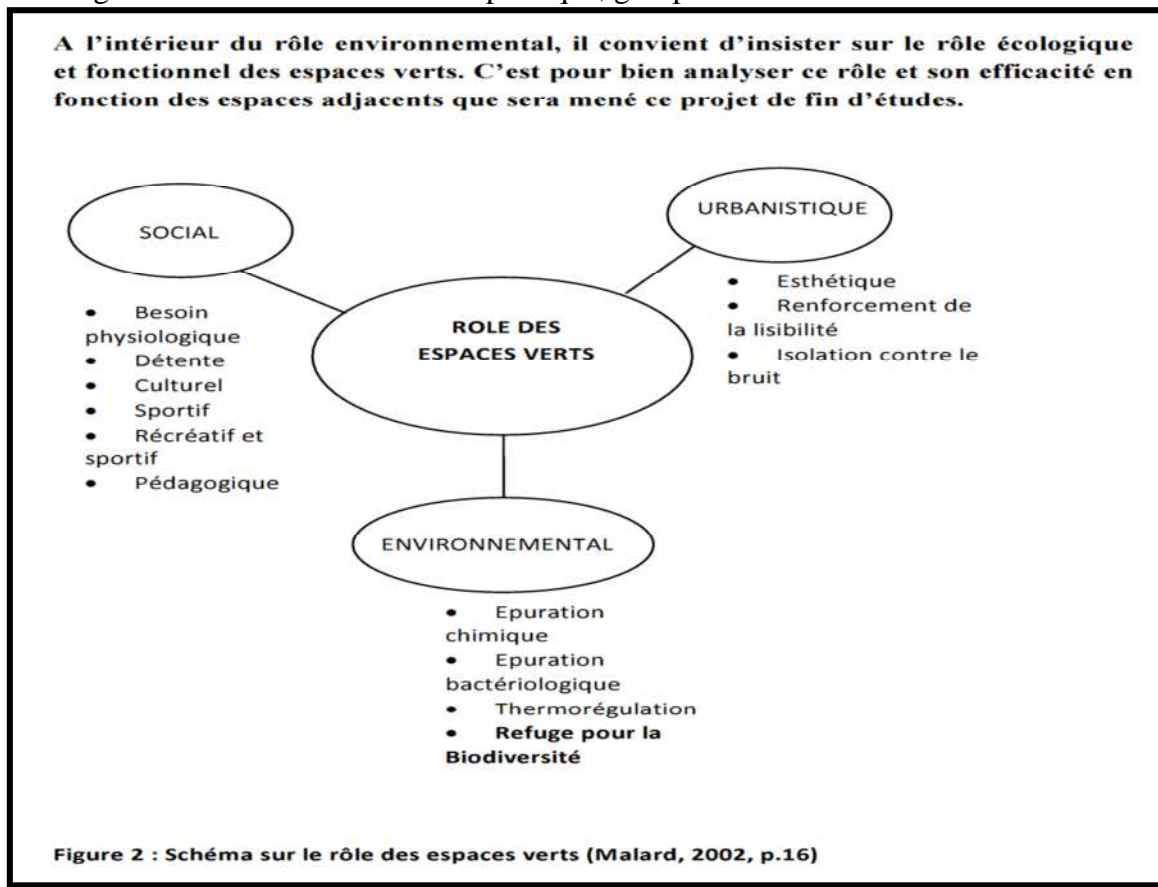 A l'intérieur du rôle environnemental, il convient d'insister sur le rôle écologique
et fonctionnel des espaces verts. C'est pour bien analyser ce rôle et son efficacité en
fonction des espaces adjacents que sera mené ce projet de fin d'études.
SOCIAL
• Besoin
physiologique
• Détente
• Culturel
• Sportif
• Récréatif et
sportif
• Pédagogique
URBANISTIQUE
• Esthétique
• Renforcement de
la lisibilité
• Isolation contre le
bruit
ROLE DES
ESPACES VERTS
ENVIRONNEMENTAL
• Epuration
chimique
• Epuration
bactériologique
• Thermorégulation
• Refuge pour la
Biodiversité
Figure 2 : Schéma sur le rôle des espaces verts (Malard, 2002, p.16)